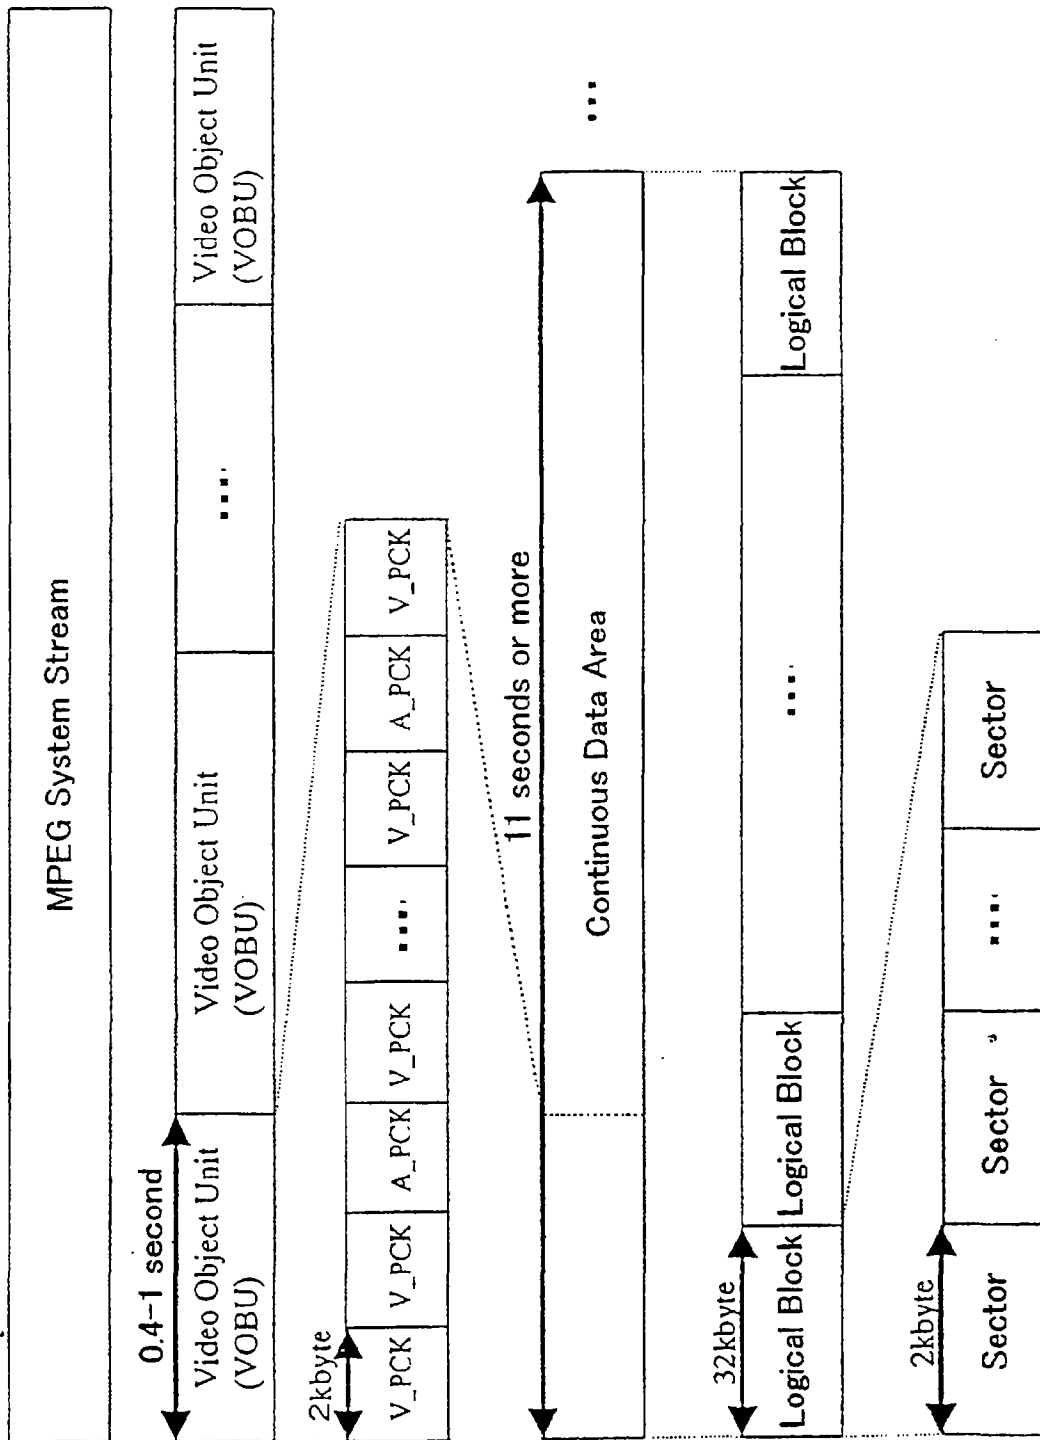 MPEG System Stream
0.4–1 second
Video Object Unit
(VOBU)
Video Object Unit
(VOBU)
....
Video Object Unit
(VOBU)
2kbyte
V_PCK
V_PCK
A_PCK
V_PCK
....
V_PCK
A_PCK
V_PCK
11 seconds or more
Continuous Data Area
...
32kbyte
Logical Block
Logical Block
....
Logical Block
2kbyte
Sector
Sector
....
Sector